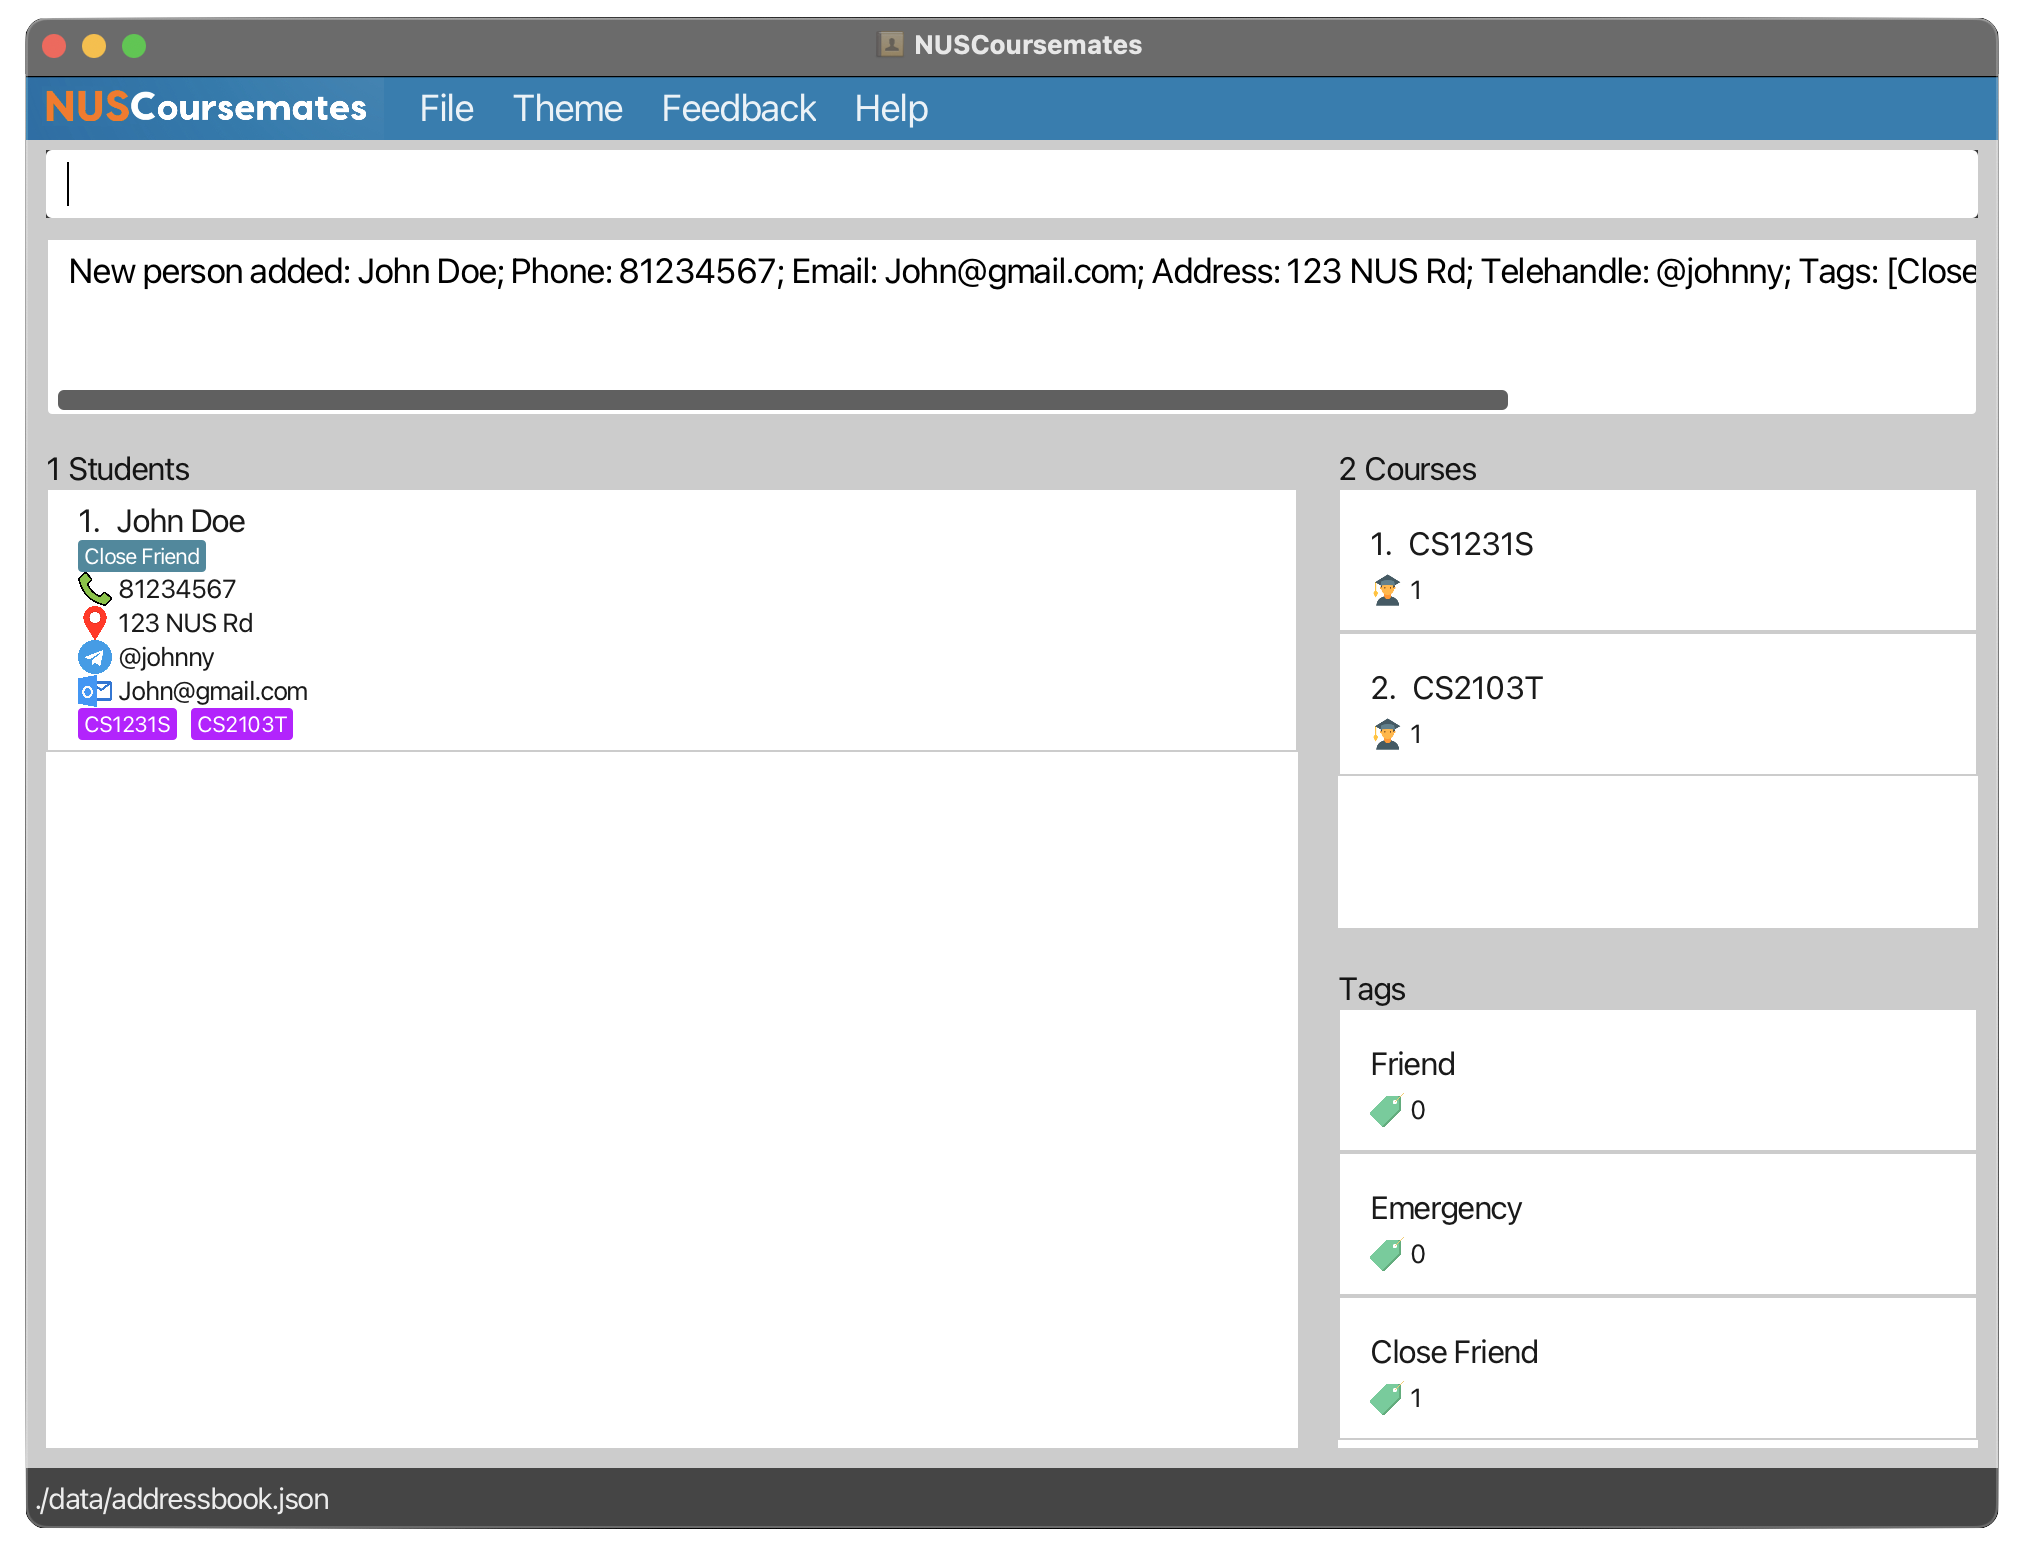 NUSCoursemates
NUSCoursemates File Theme Feedback Help
New person added: John Doe; Phone: 81234567; Email: John@gmail.com; Address: 123 NUS Rd; Telehandle: @johnny; Tags: [Close
1 Students
1. John Doe
Close Friend
81234567
123 NUS Rd
@johnny
John@gmail.com
CS1231S CS2103T
2 Courses
1. CS1231S
1
2. CS2103T
1
Tags
Friend
0
Emergency
0
Close Friend
1
./data/addressbook.json